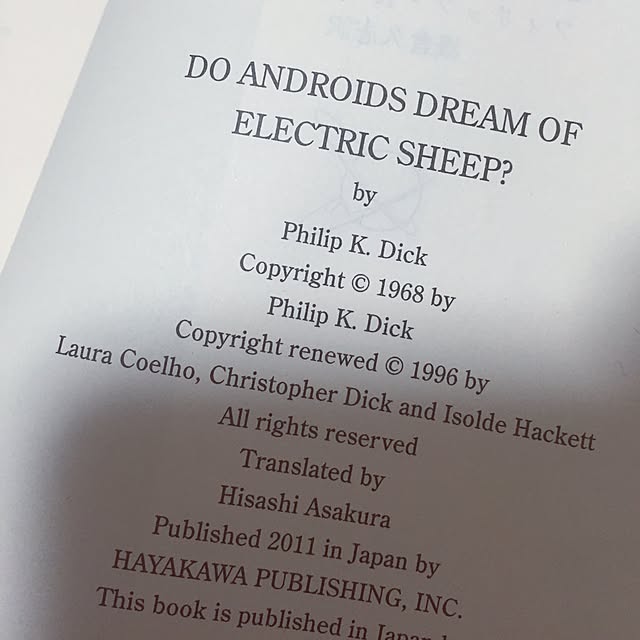 DO ANDROIDS DREAM OF
ELECTRIC SHEEP?
by
Philip K. Dick
Copyright © 1968 by
Philip K. Dick
Copyright renewed © 1996 by
Laura Coelho, Christopher Dick and Isolde Hackett
All rights reserved
Translated by
Hisashi Asakura
Published 2011 in Japan by
HAYAKAWA PUBLISHING, INC.
This book is published in Japan